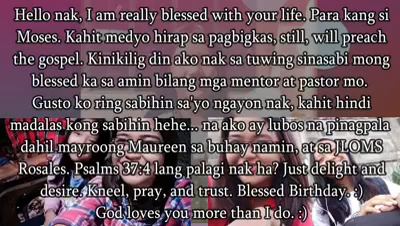 Hello nak, I am really blessed with your life. Para kang si
Moses. Kahit medyo hirap sa pagbigkas, still, will preach
the gospel. Kinikilig din ako nak sa tuwing sinasabi mong
blessed ka sa amin bilang mga mentor at pastor mo.
Gusto ko ring sabihin sa'yo ngayon nak, kahit hindi
madalas kong sabihin hehe... na ako ay lubos na pinagpala
dahil mayroong Maureen sa buhay namin, at sa JLOMS
Rosales. Psalms 37:4 lang palagi nak ha? Just delight and
desire. Kneel, pray, and trust. Blessed Birthday. :)
God loves you more than I do. :)